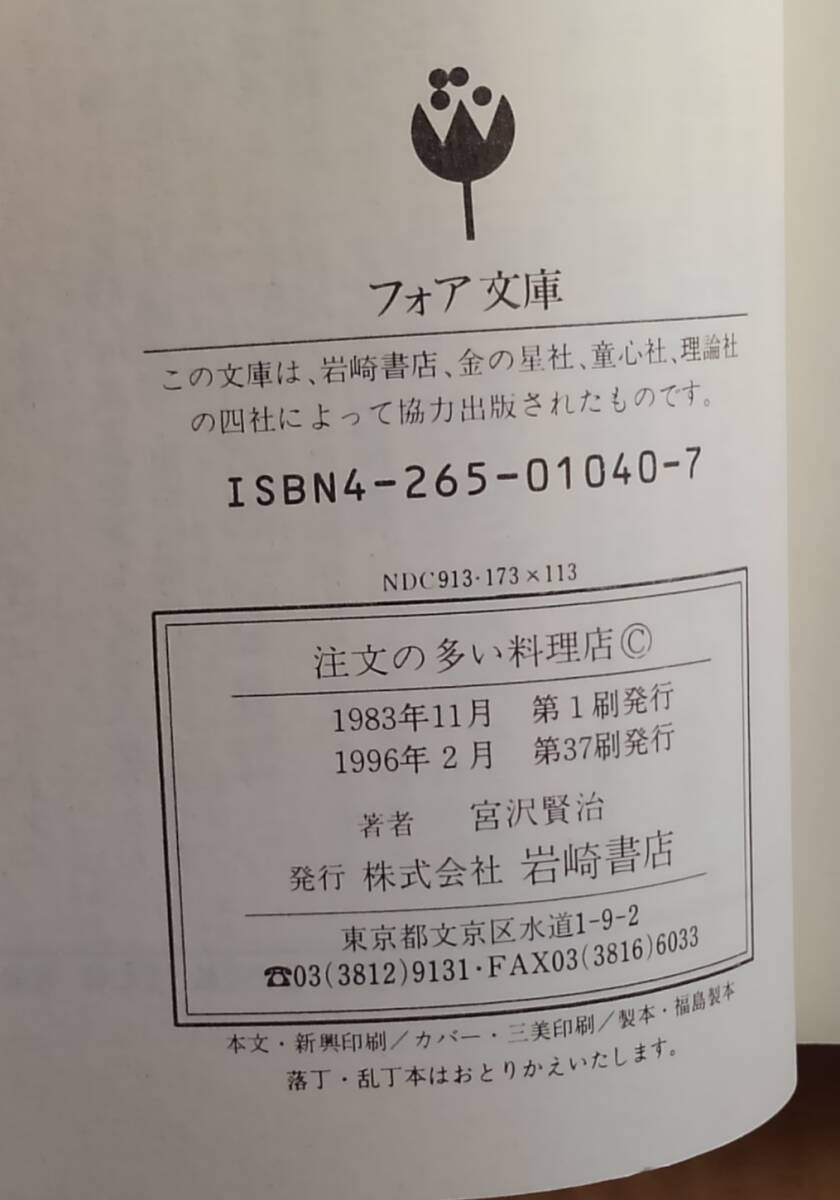 フォア文庫
この文庫は、岩崎書店、金の星社、童心社、理論社
の四社によって協力出版されたものです。
ISBN4-265-01040-7
NDC913・173×113
注文の多い料理店©
1983年11月 第1刷発行
1996年2月 第37刷発行
著者 宮沢賢治
発行 株式会社 岩崎書店
東京都文京区水道1-9-2
☎03(3812)9131・FAX03(3816)6033
本文・新興印刷／カバー・三美印刷／製本・福島製本
落丁・乱丁本はおとりかえいたします。